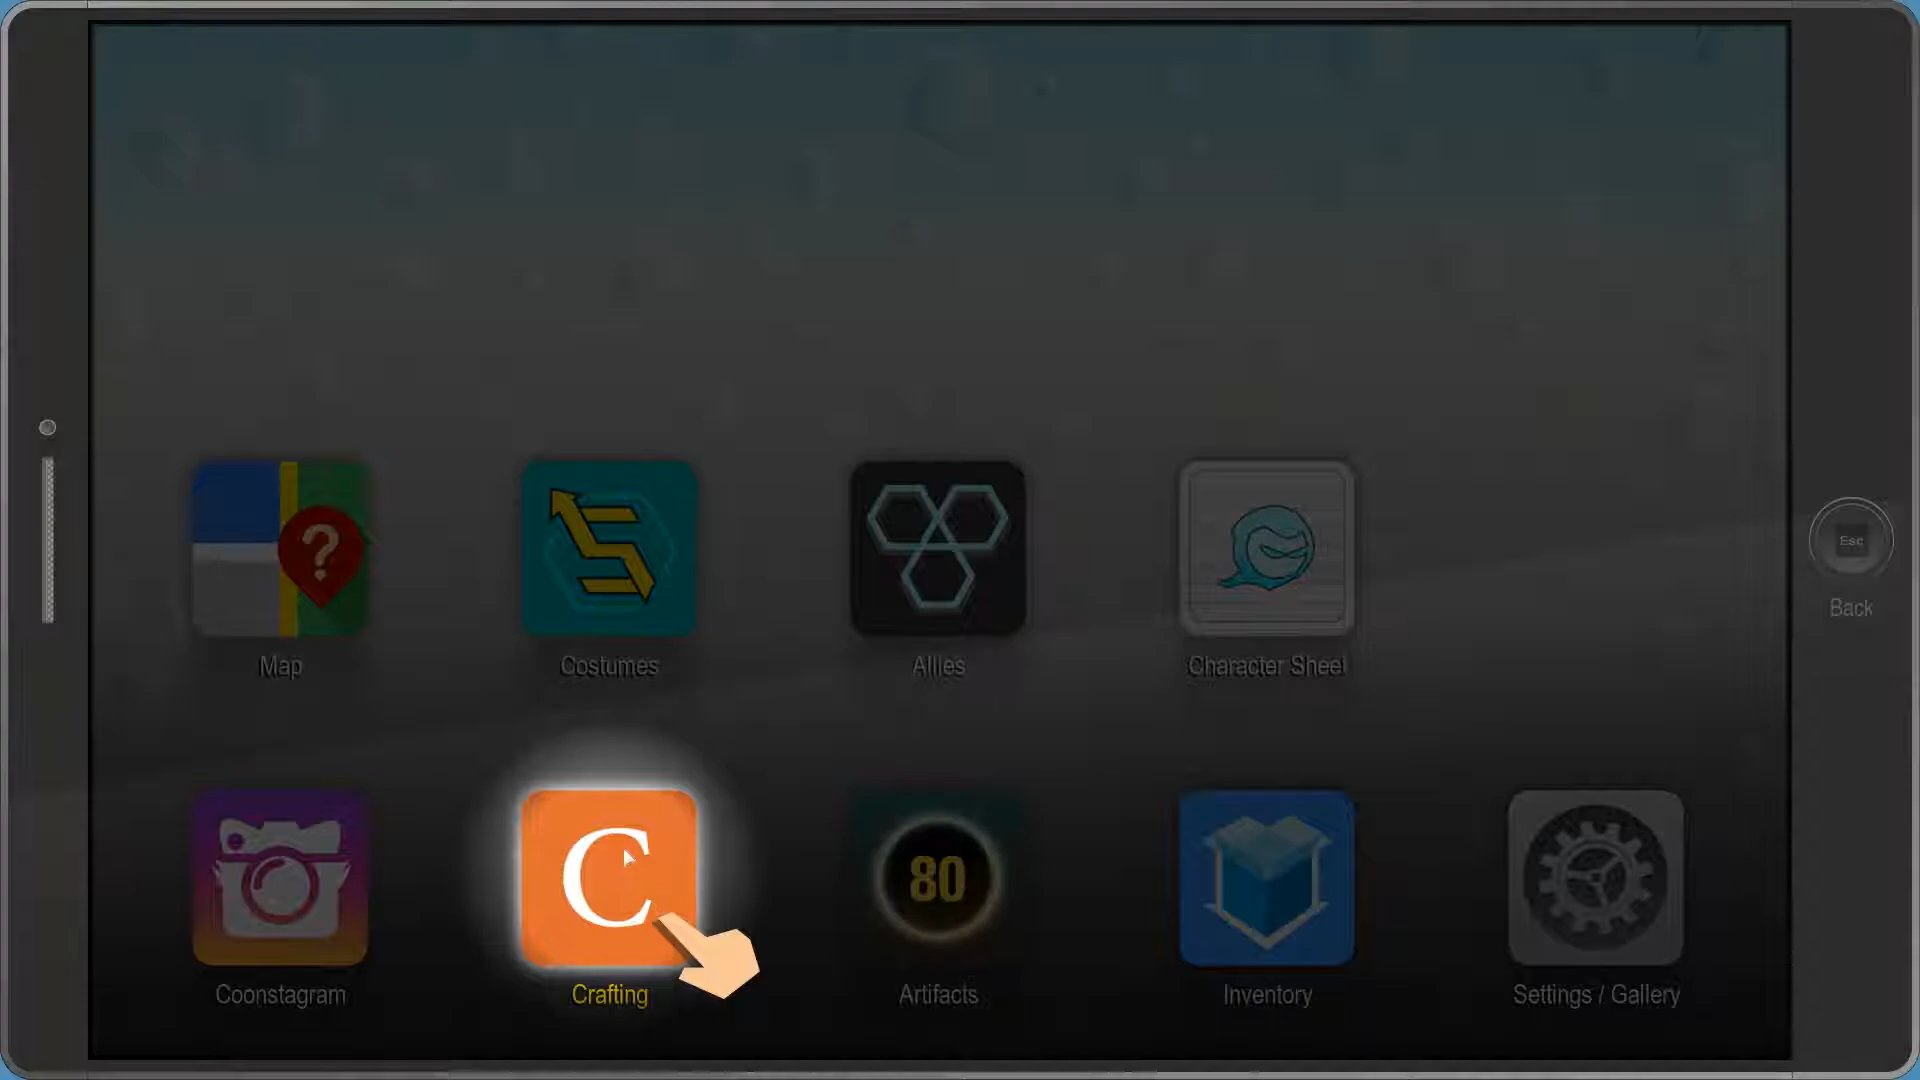 ?
Map
Costumes
Allies
Character Sheet
Esc
Back
C
80
Coonstagram
Crafting
Artifacts
Inventory
Settings / Gallery